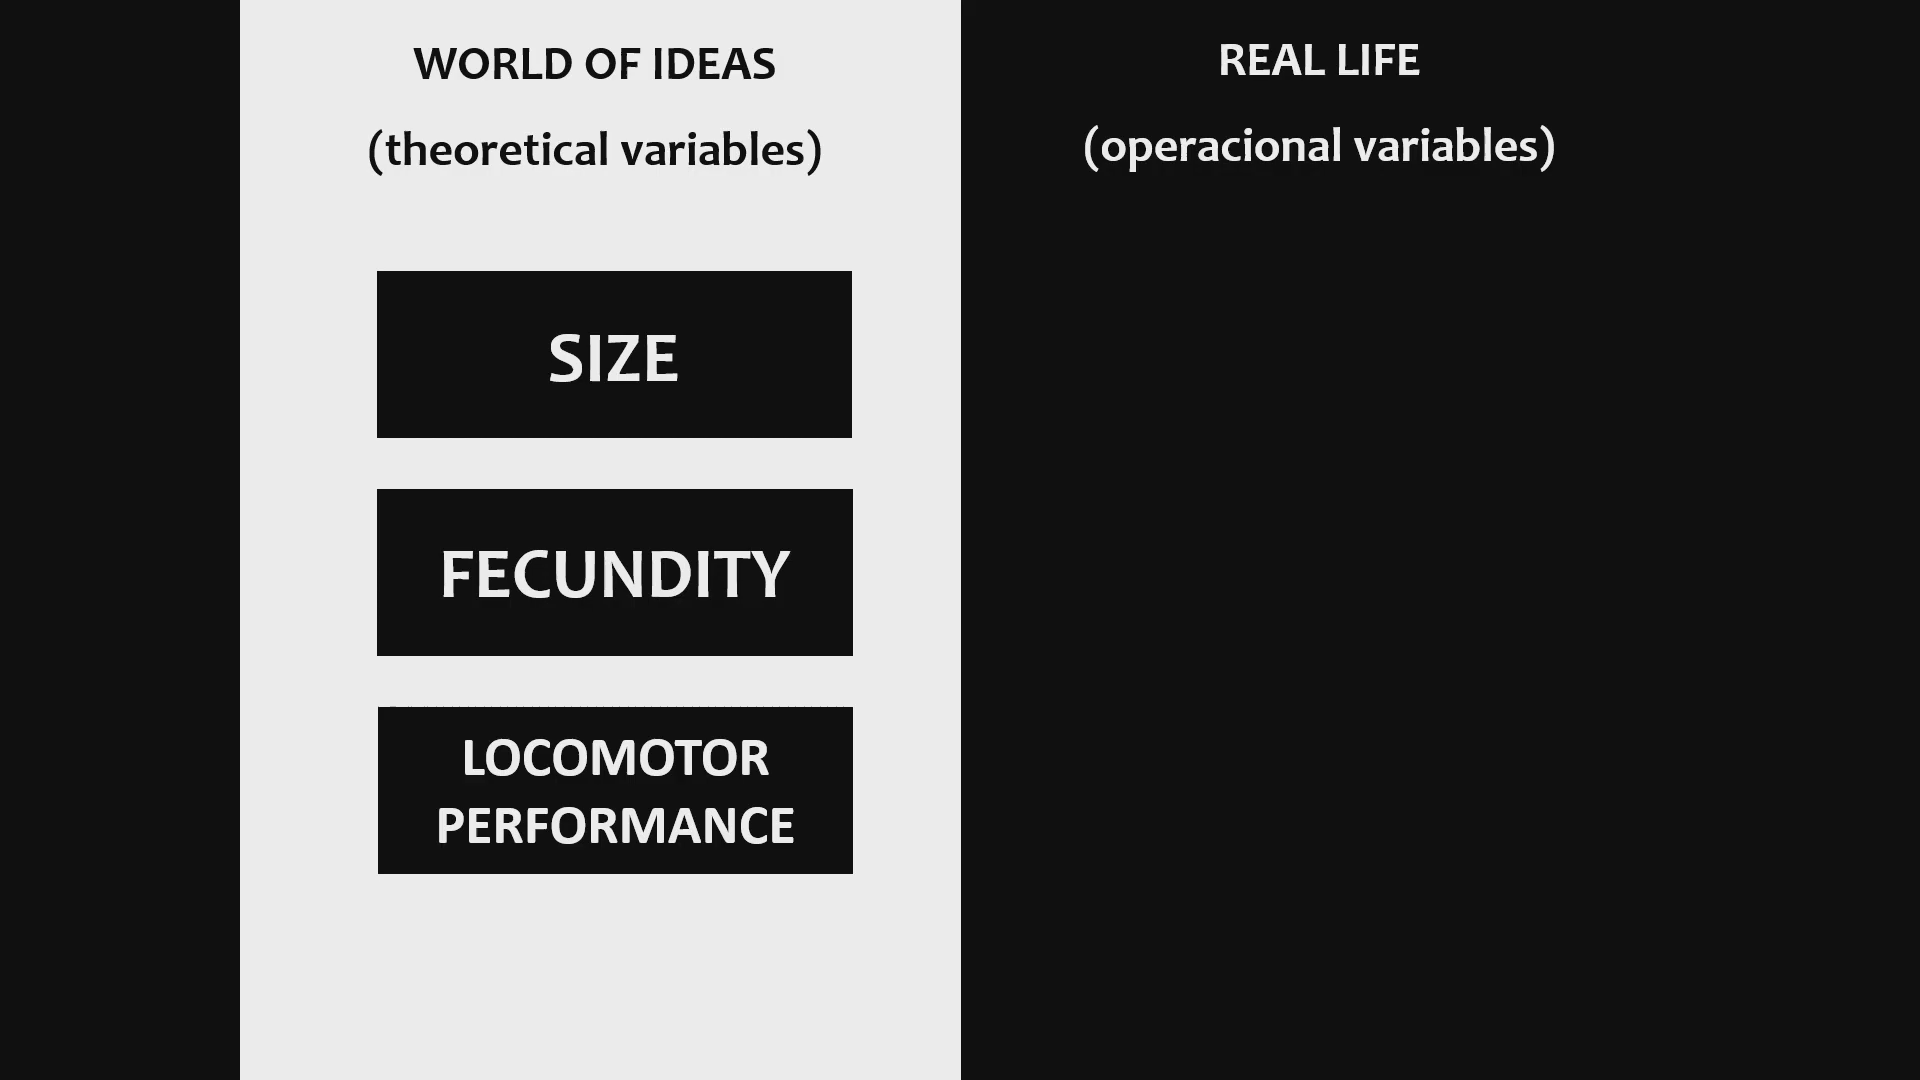 WORLD OF IDEAS
(theoretical variables)
SIZE
FECUNDITY
LOCOMOTOR
PERFORMANCE
REAL LIFE
(operacional variables)